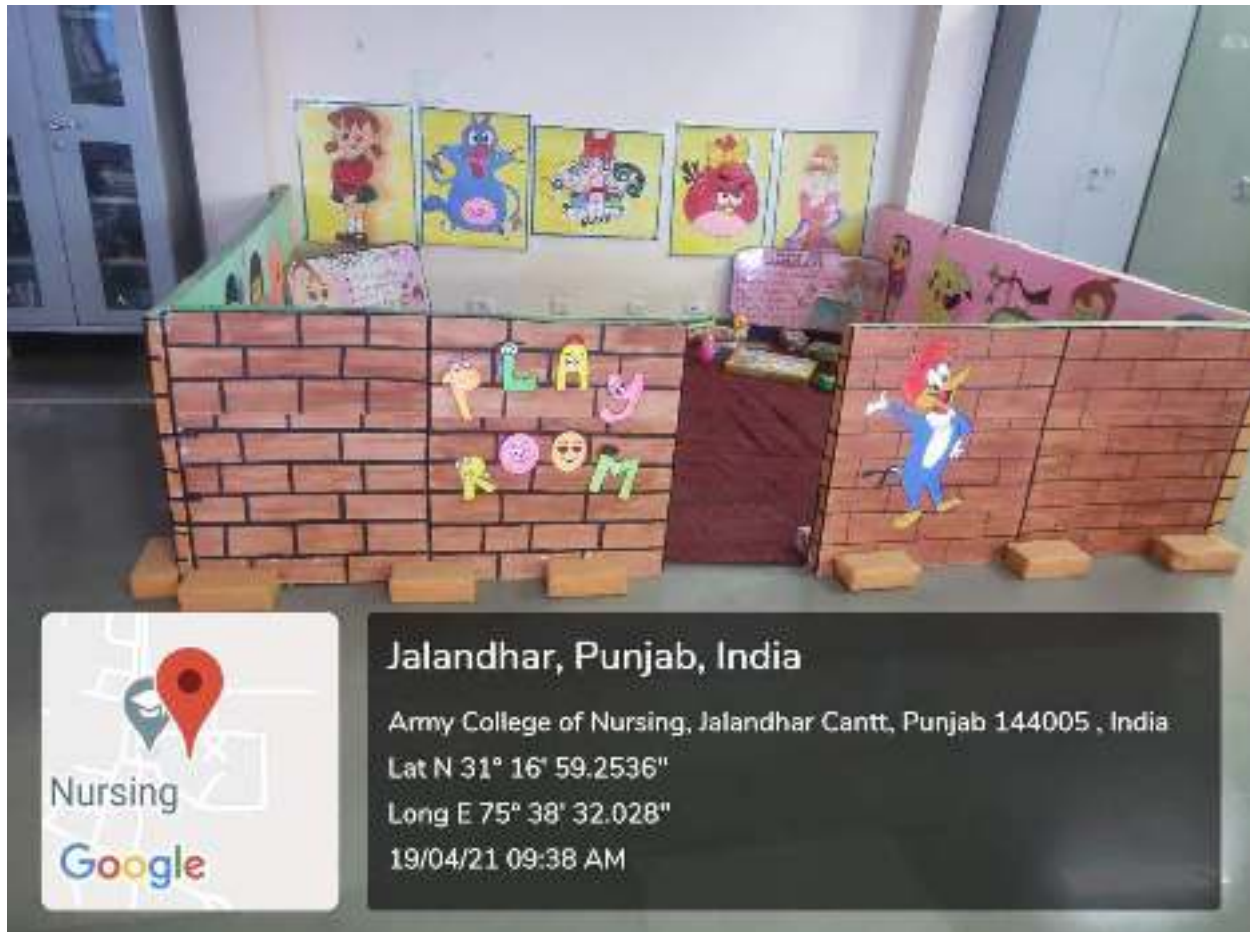 PLAY
ROOM
Jalandhar, Punjab, India
Army College of Nursing, Jalandhar Cantt, Punjab 144005 , India
Lat N 31° 16' 59.2536"
Long E 75° 38' 32.028"
19/04/21 09:38 AM
Nursing
Google